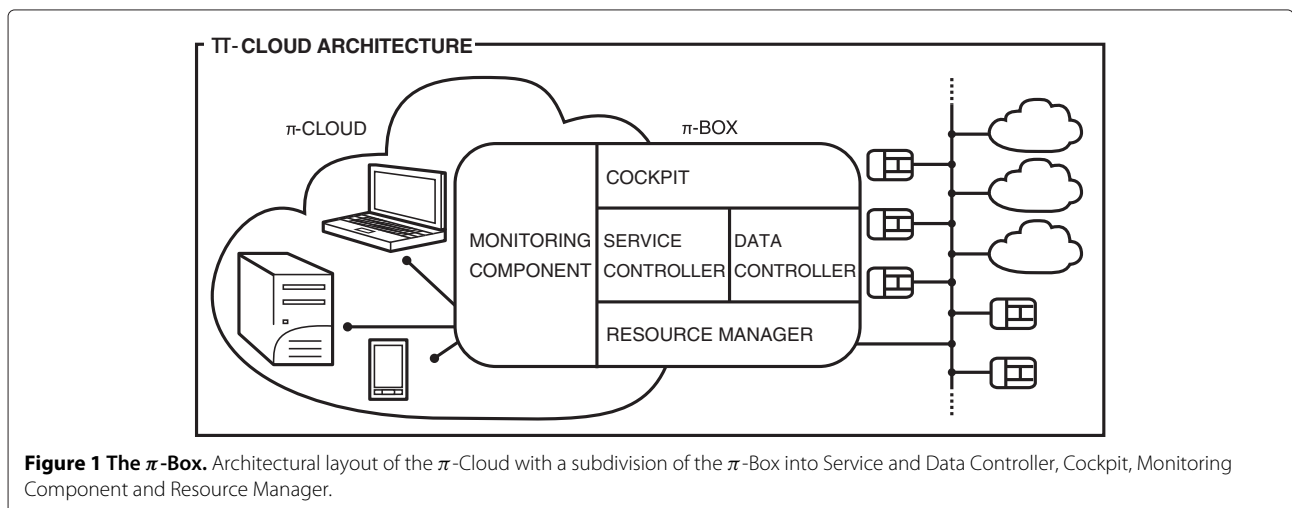 π-CLOUD ARCHITECTURE
π-CLOUD
π-BOX
COCKPIT
MONITORING
COMPONENT
SERVICE
CONTROLLER
DATA
CONTROLLER
RESOURCE MANAGER
Figure 1 The π-Box. Architectural layout of the π-Cloud with a subdivision of the π-Box into Service and Data Controller, Cockpit, Monitoring
Component and Resource Manager.